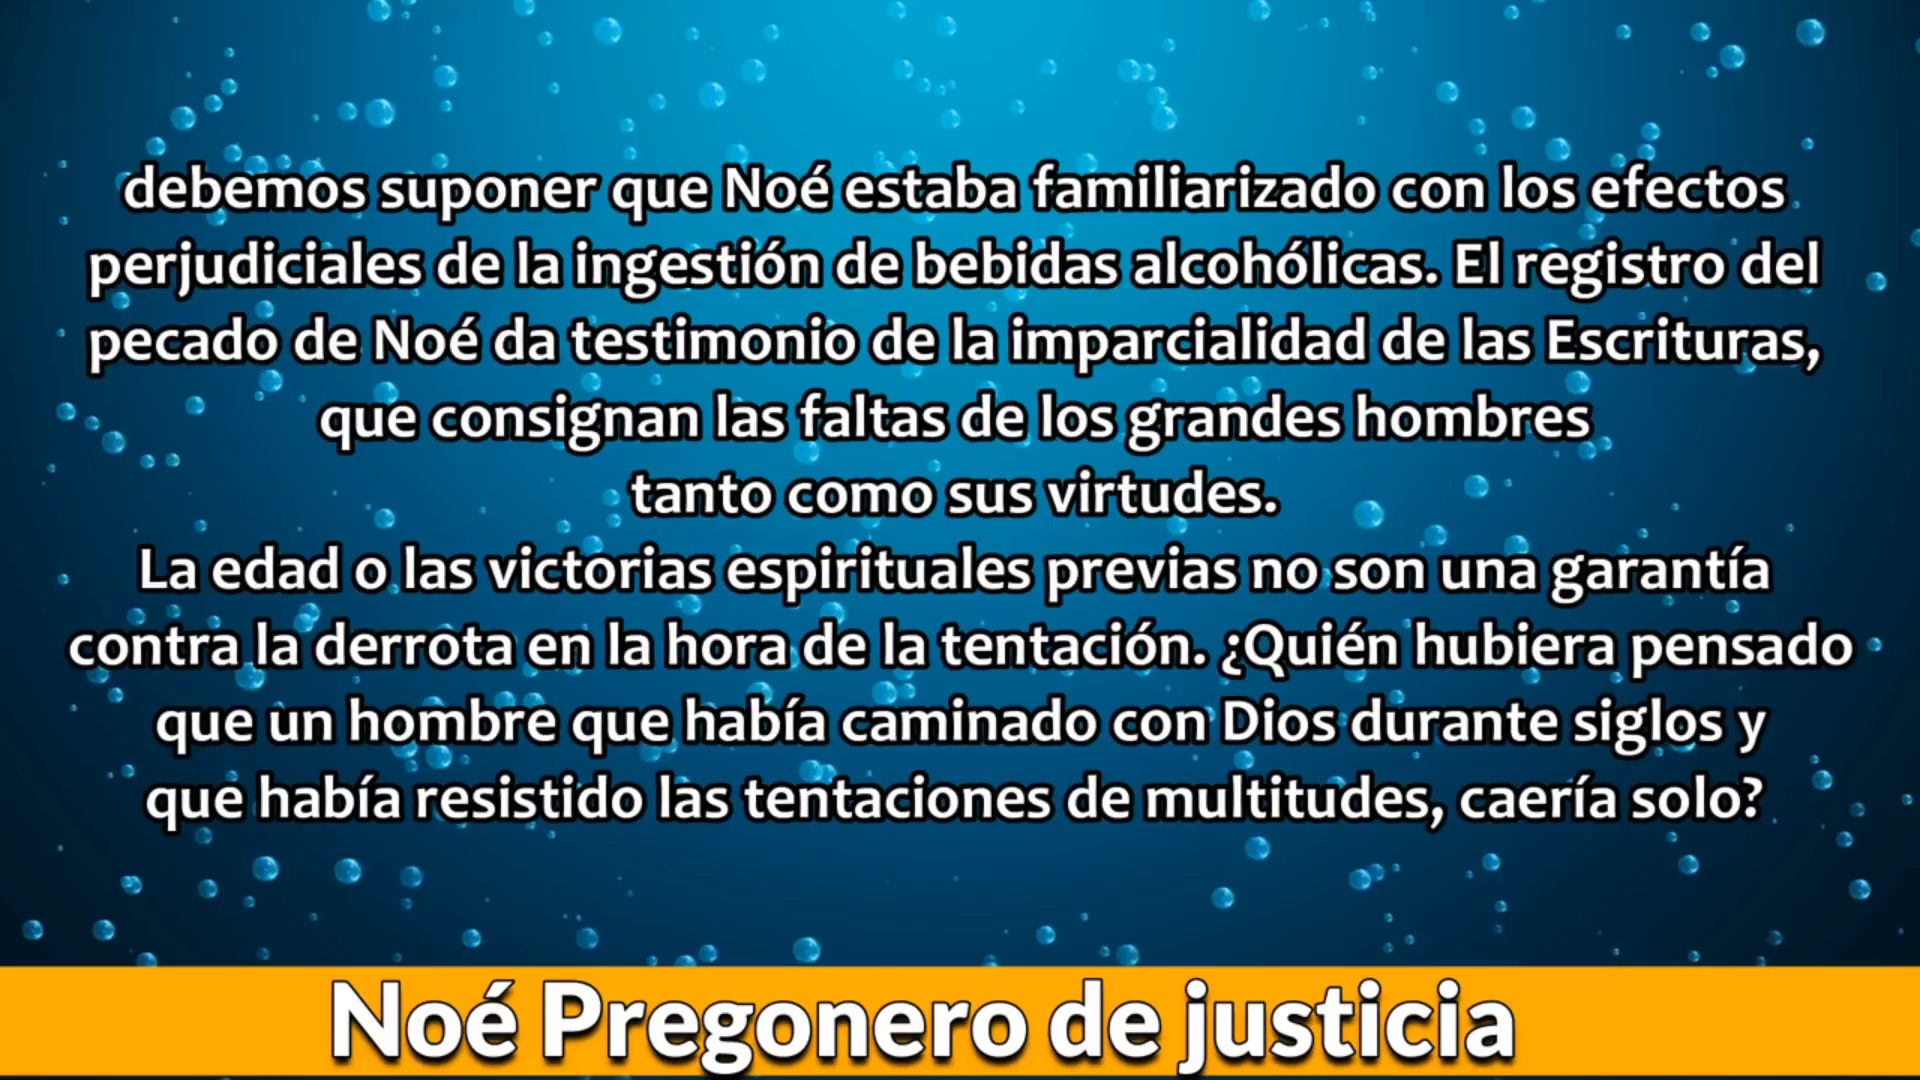 debemos suponer que Noé estaba familiarizado con los efectos
perjudiciales de la ingestión de bebidas alcohólicas. El registro del
pecado de Noé da testimonio de la imparcialidad de las Escrituras,
que consignan las faltas de los grandes hombres
tanto como sus virtudes.
La edad o las victorias espirituales previas no son una garantía
contra la derrota en la hora de la tentación. ¿Quién hubiera pensado
que un hombre que había caminado con Dios durante siglos y
que había resistido las tentaciones de multitudes, caería solo?
Noé Pregonero de justicia